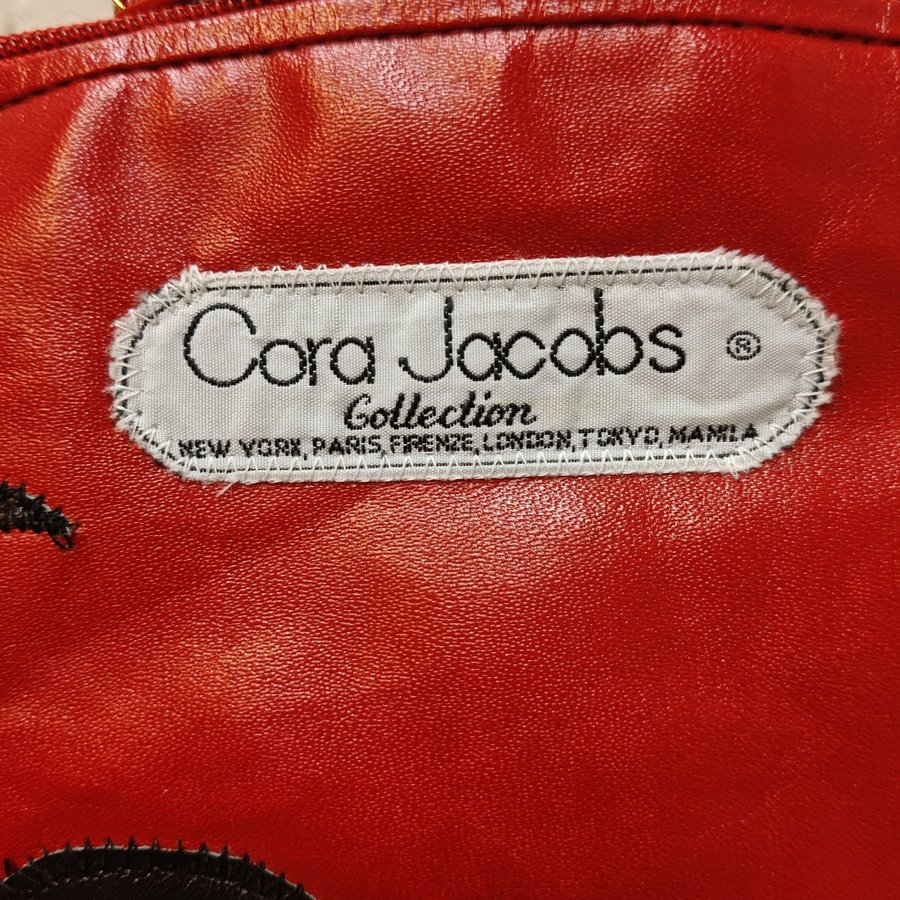 Cora Jacobs ®
Collection
NEW YORK, PARIS, FIRENZE, LONDON, TOKYO, MANILA